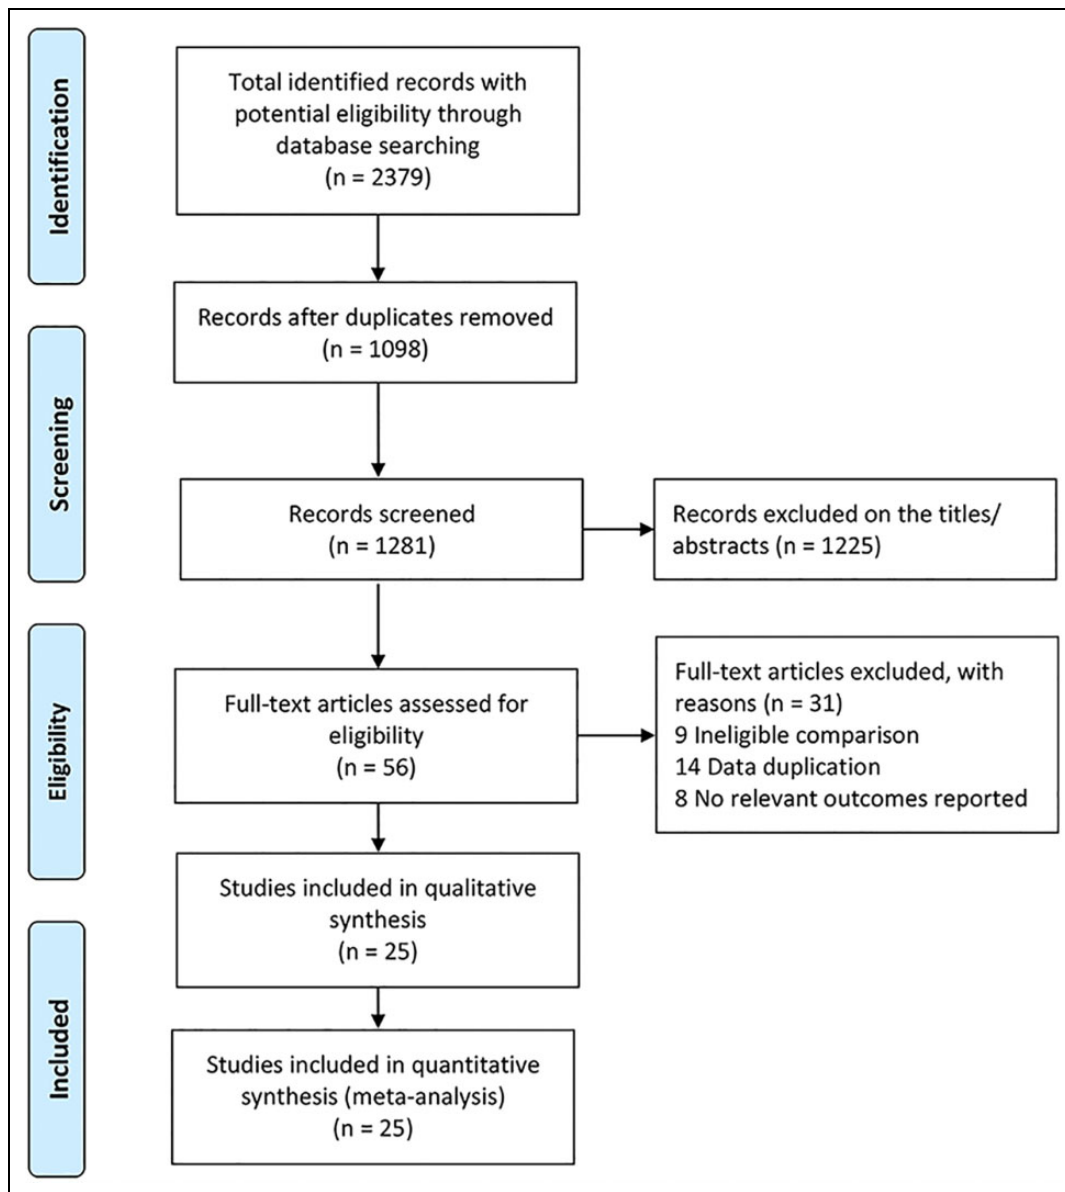 Identification
Total identified records with
potential eligibility through
database searching
(n = 2379)
Records after duplicates removed
(n = 1098)
Screening
Records screened
(n = 1281)
Records excluded on the titles/
abstracts (n = 1225)
Eligibility
Full-text articles assessed for
eligibility
(n = 56)
Full-text articles excluded, with
reasons (n = 31)
9 Ineligible comparison
14 Data duplication
8 No relevant outcomes reported
Studies included in qualitative
synthesis
(n = 25)
Included
Studies included in quantitative
synthesis (meta-analysis)
(n = 25)